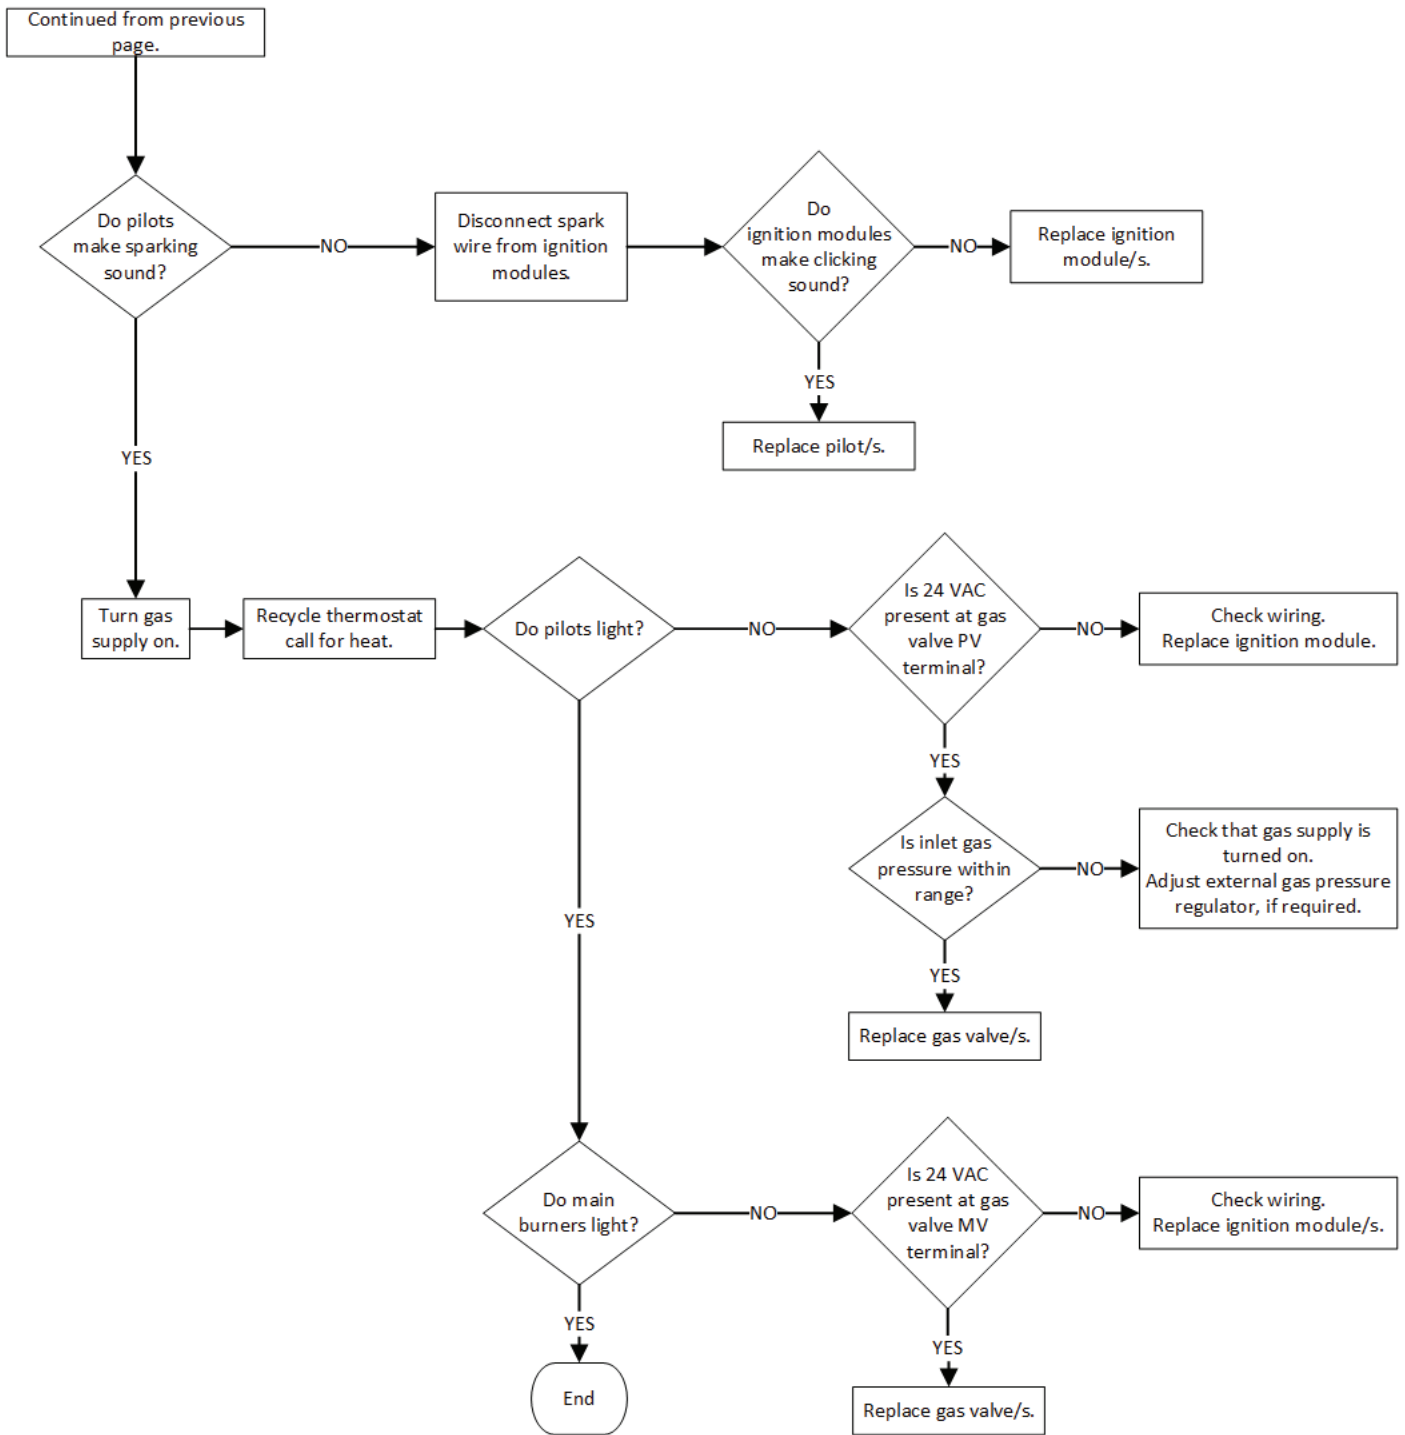 Continued from previous
page.
Do pilots
make sparking
sound?
NO
Disconnect spark
wire from ignition
modules.
Do
ignition modules
make clicking
sound?
NO
Replace ignition
module/s.
YES
Replace pilot/s.
YES
Turn gas
supply on.
Recycle thermostat
call for heat.
Do pilots light?
NO
Is 24 VAC
present at gas
valve PV
terminal?
NO
Check wiring.
Replace ignition module.
YES
Is inlet gas
pressure within
range?
NO
Check that gas supply is
turned on.
Adjust external gas pressure
regulator, if required.
YES
Replace gas valve/s.
YES
Do main
burners light?
NO
Is 24 VAC
present at gas
valve MV
terminal?
NO
Check wiring.
Replace ignition module/s.
YES
Replace gas valve/s.
YES
End